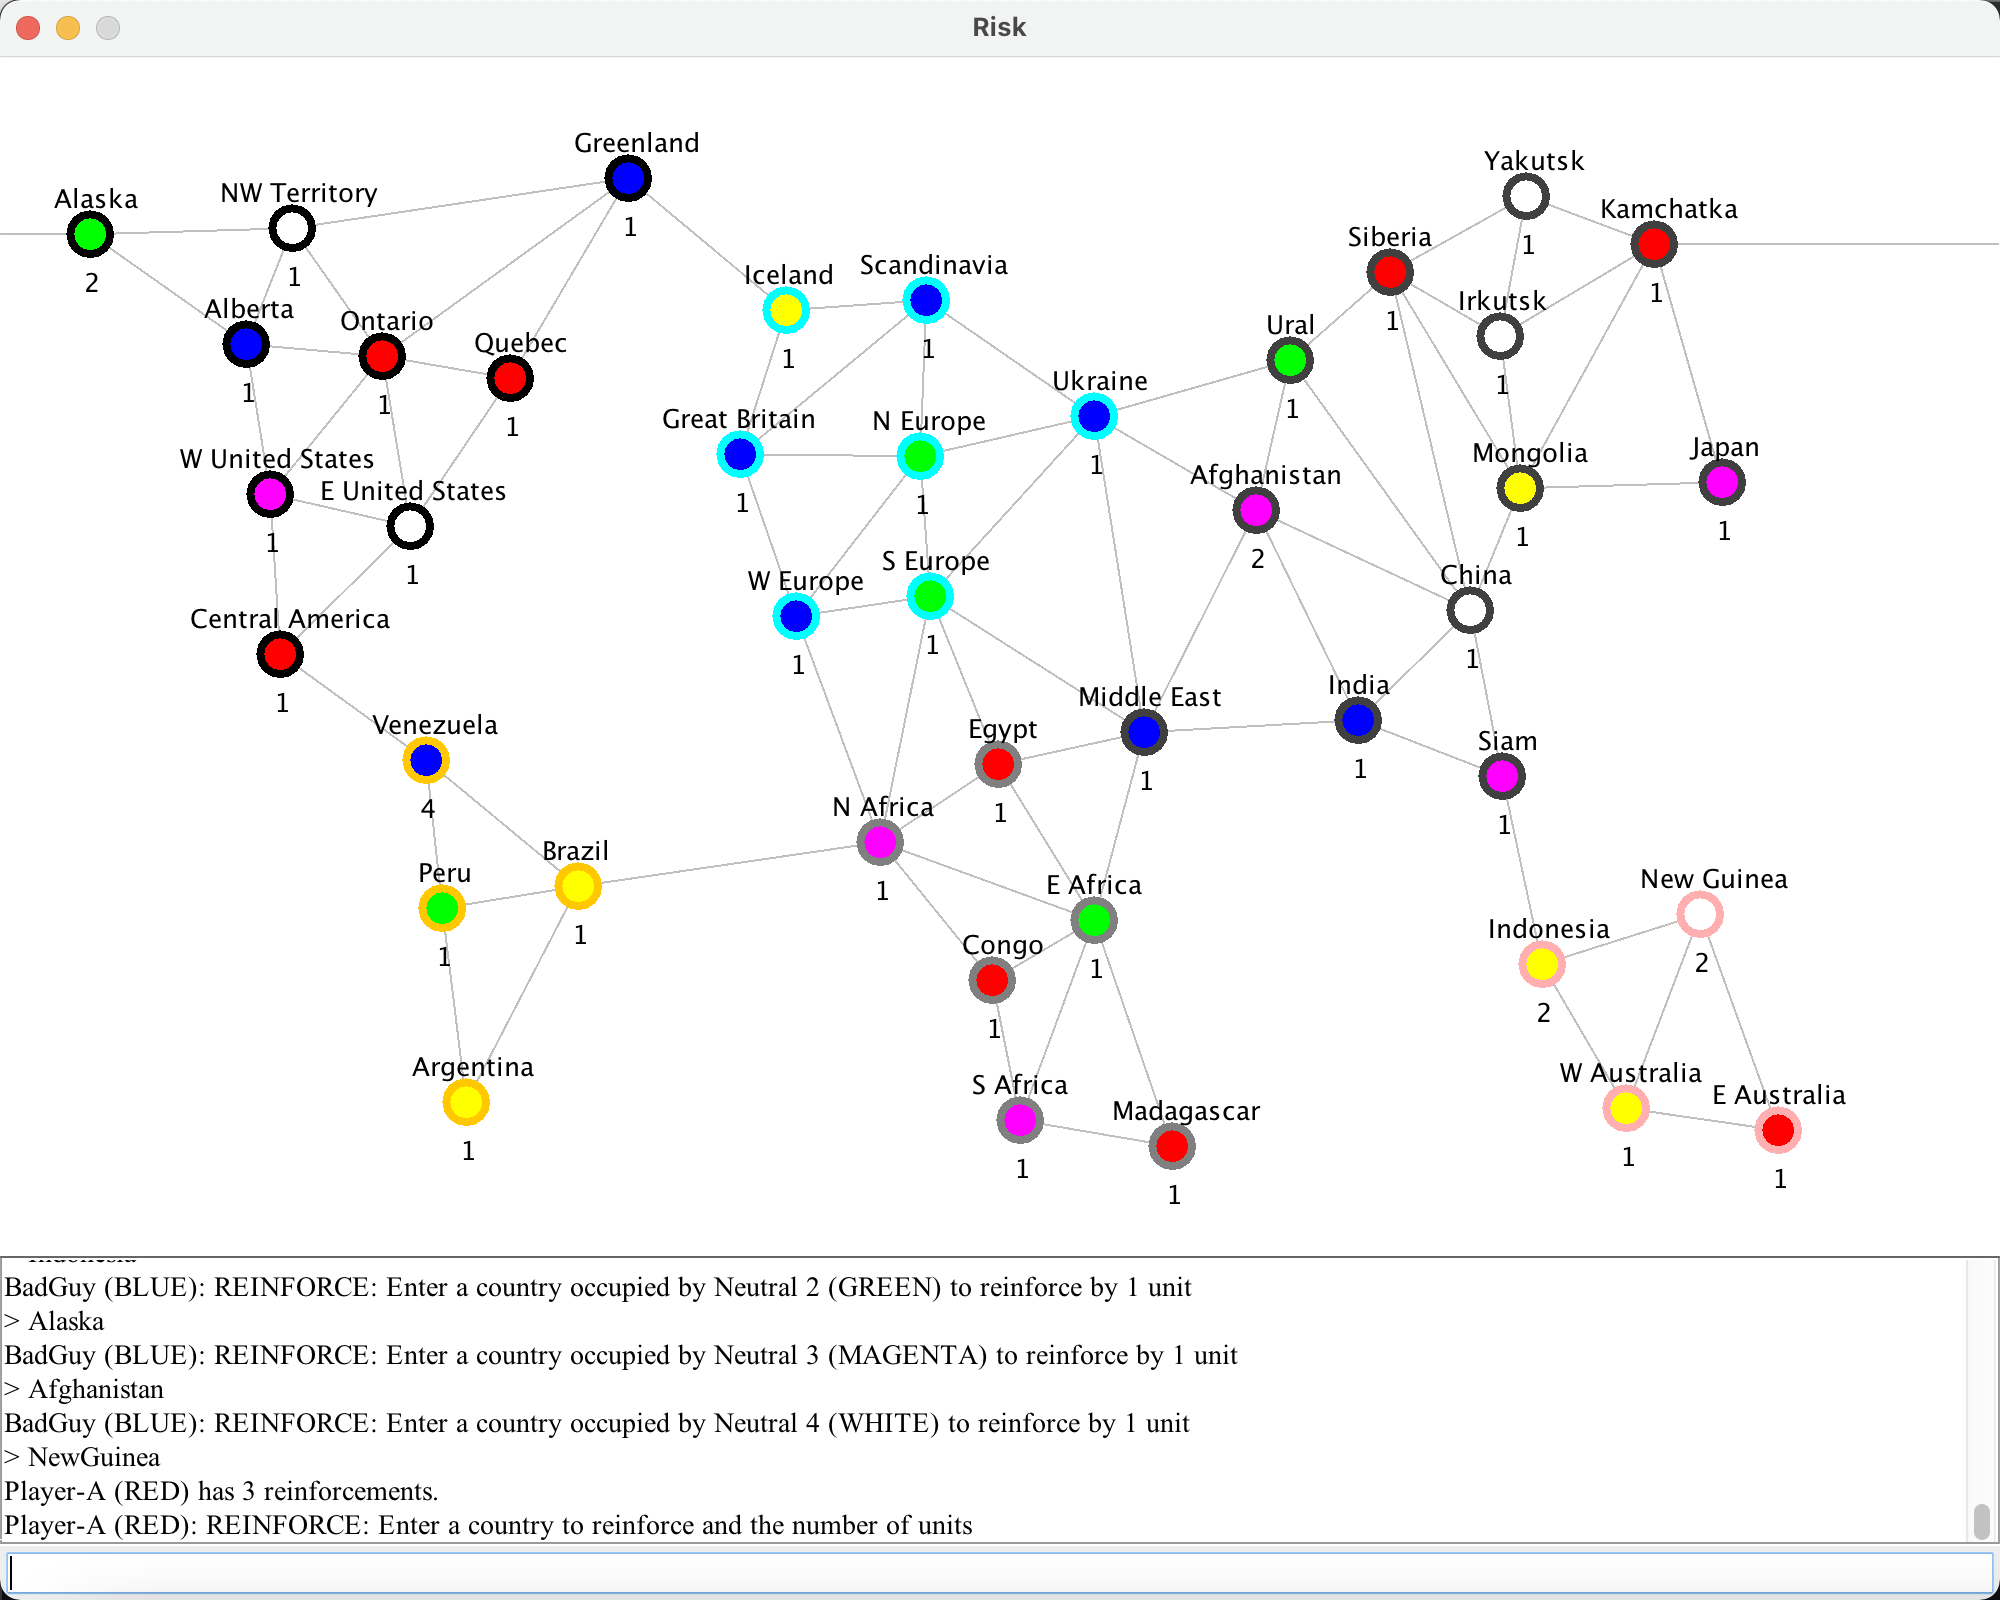 Risk
Greenland
1
Alaska
2
NW Territory
1
Yakutsk
1
Kamchatka
1
Siberia
1
Iceland
1
Scandinavia
1
Alberta
1
Ontario
1
Quebec
1
Irkutsk
1
Ural
1
Ukraine
1
Great Britain
1
N Europe
1
W United States
1
E United States
1
Afghanistan
2
Mongolia
1
Japan
1
W Europe
1
S Europe
1
China
1
Central America
1
Middle East
1
India
1
Venezuela
4
Egypt
1
Siam
1
N Africa
1
Brazil
1
Peru
1
E Africa
1
New Guinea
2
Congo
1
Indonesia
2
Argentina
1
S Africa
1
Madagascar
1
W Australia
1
E Australia
1
BadGuy (BLUE): REINFORCE: Enter a country occupied by Neutral 2 (GREEN) to reinforce by 1 unit
> Alaska
BadGuy (BLUE): REINFORCE: Enter a country occupied by Neutral 3 (MAGENTA) to reinforce by 1 unit
> Afghanistan
BadGuy (BLUE): REINFORCE: Enter a country occupied by Neutral 4 (WHITE) to reinforce by 1 unit
> NewGuinea
Player-A (RED) has 3 reinforcements.
Player-A (RED): REINFORCE: Enter a country to reinforce and the number of units